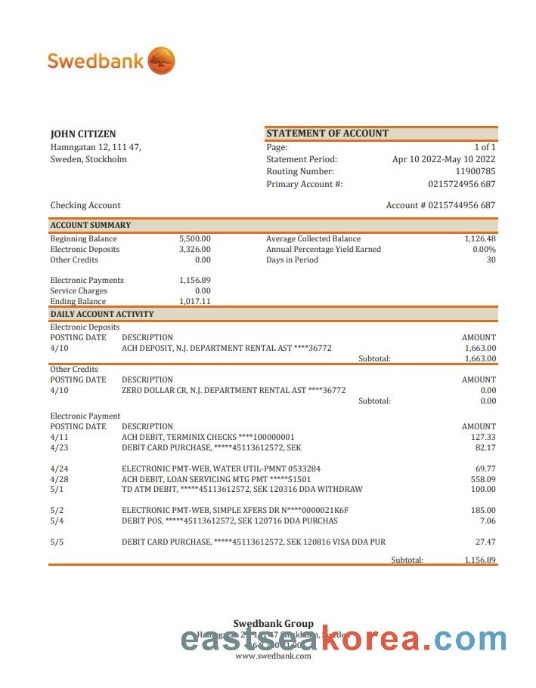 Swedbank
JOHN CITIZEN
Hamngatan 12, 111 47,
Sweden, Stockholm
STATEMENT OF ACCOUNT
Page: 1 of 1
Statement Period: Apr 10 2022-May 10 2022
Routing Number: 11900785
Primary Account #: 0215724956 687
Checking Account Account # 0215744956 687
ACCOUNT SUMMARY
Beginning Balance 5,500.00 Average Collected Balance 1,126.48
Electronic Deposits 3,326.00 Annual Percentage Yield Earned 0.00%
Other Credits 0.00 Days in Period 30
Electronic Payments 1,156.89
Service Charges 0.00
Ending Balance 1,017.11
DAILY ACCOUNT ACTIVITY
Electronic Deposits
POSTING DATE DESCRIPTION AMOUNT
4/10 ACH DEPOSIT, N.J. DEPARTMENT RENTAL AST ****36772 1,663.00
Subtotal: 1,663.00
Other Credits
POSTING DATE DESCRIPTION AMOUNT
4/10 ZERO DOLLAR CR, N.J. DEPARTMENT RENTAL AST ****36772 0.00
Subtotal: 0.00
Electronic Payment
POSTING DATE DESCRIPTION AMOUNT
4/11 ACH DEBIT, TERMINIX CHECKS ****100000001 127.33
4/23 DEBIT CARD PURCHASE, *****45113612572, SEK 82.17
4/24 ELECTRONIC PMT-WEB, WATER UTIL-PMNT 0533284 69.77
4/28 ACH DEBIT, LOAN SERVICING MTG PMT *****51501 558.09
5/1 TD ATM DEBIT, *****45113612572, SEK 120316 DDA WITHDRAW 100.00
5/2 ELECTRONIC PMT-WEB, SIMPLE XFERS DR N****0000021K6F 185.00
5/4 DEBIT POS, *****45113612572, SEK 120716 DDA PURCHAS 7.06
5/5 DEBIT CARD PURCHASE, *****45113612572, SEK 120816 VISA DDA PUR 27.47
Subtotal: 1,156.89
Swedbank Group
eastseakorea.com
www.swedbank.com